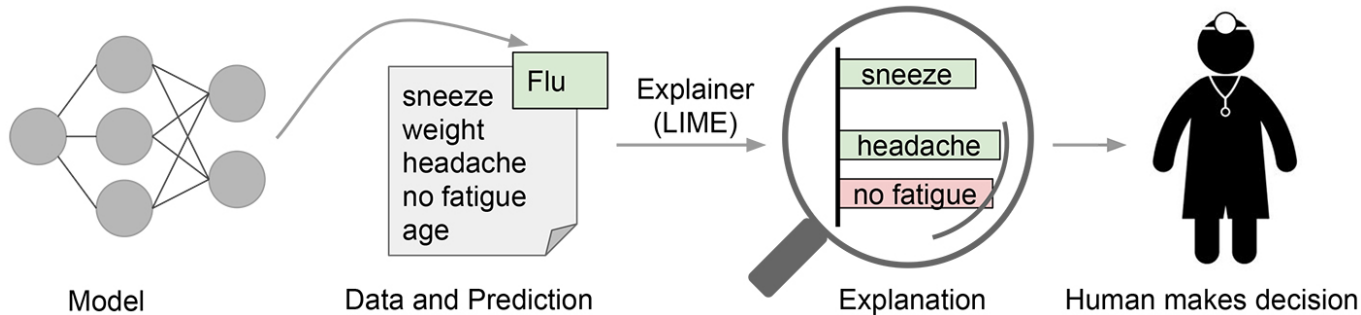 Flu
sneeze
weight
headache
no fatigue
age
Explainer
(LIME)
sneeze
headache
no fatigue
Model
Data and Prediction
Explanation
Human makes decision